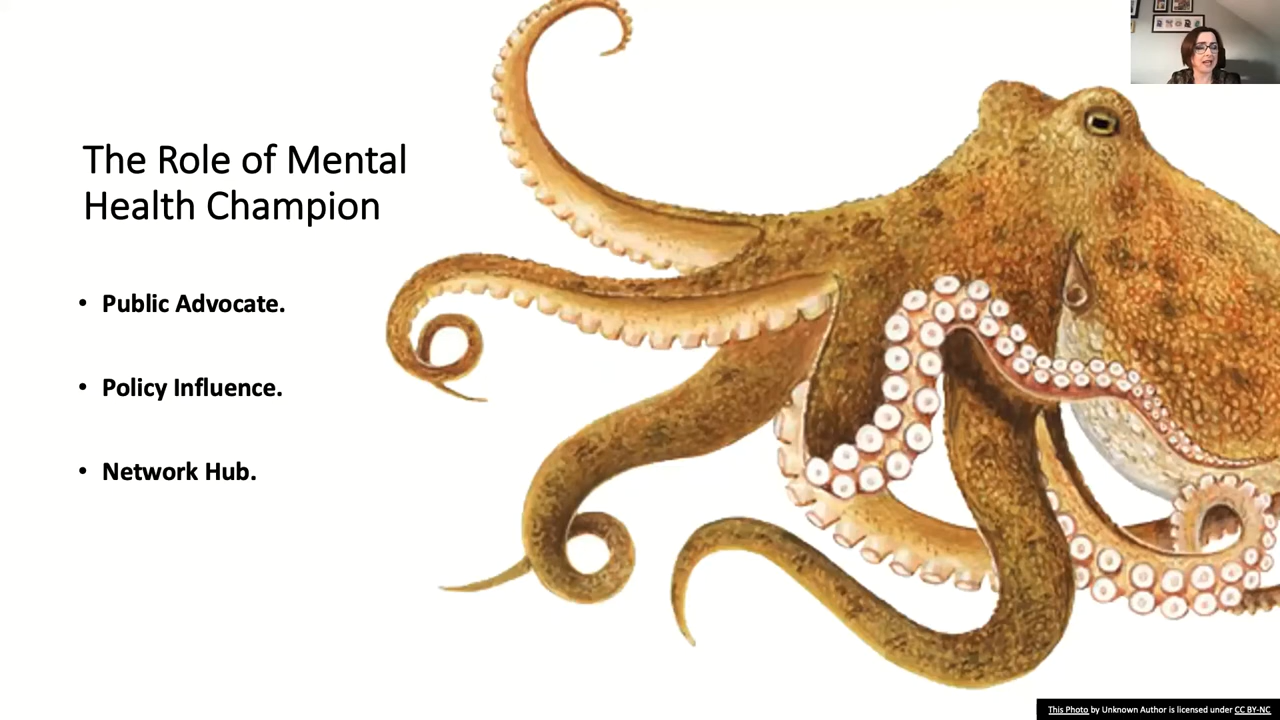 The Role of Mental
Health Champion
• Public Advocate.
• Policy Influence.
• Network Hub.
This Photo by Unknown Author is licensed under CC BY-NC